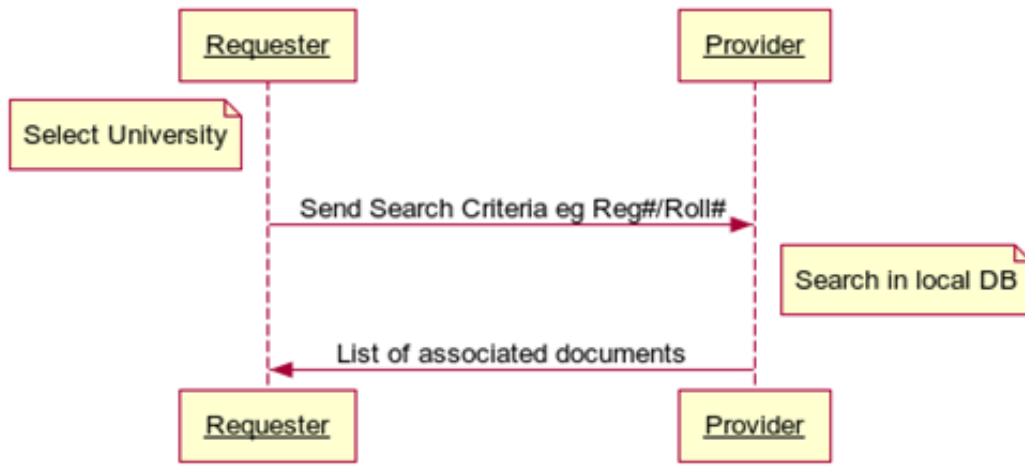 Requester
Provider
Select University
Send Search Criteria eg Reg#/Roll#
Search in local DB
List of associated documents
Requester
Provider